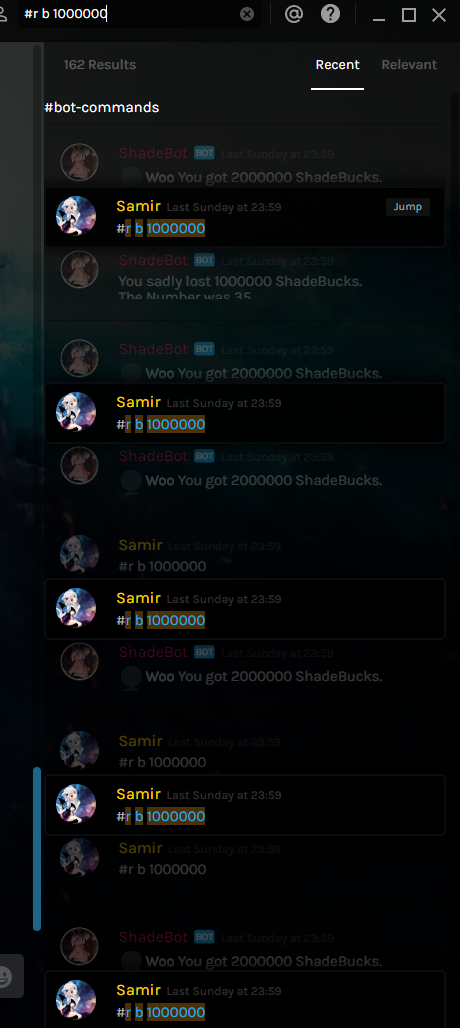 #r b 1000000
162 Results
Recent
Relevant
#bot-commands
ShadeBot BOT Last Sunday at 23:59
Woo You got 2000000 ShadeBucks.
Samir Last Sunday at 23:59
Jump
#r b 1000000
ShadeBot BOT Last Sunday at 23:59
You sadly lost 1000000 ShadeBucks.
The Number was 35
ShadeBot BOT Last Sunday at 23:59
Woo You got 2000000 ShadeBucks.
Samir Last Sunday at 23:59
#r b 1000000
ShadeBot BOT Last Sunday at 23:59
Woo You got 2000000 ShadeBucks.
Samir Last Sunday at 23:59
#r b 1000000
Samir Last Sunday at 23:59
#r b 1000000
ShadeBot BOT Last Sunday at 23:59
Woo You got 2000000 ShadeBucks.
Samir Last Sunday at 23:59
#r b 1000000
Samir Last Sunday at 23:59
#r b 1000000
Samir Last Sunday at 23:59
#r b 1000000
ShadeBot BOT Last Sunday at 23:59
Woo You got 2000000 ShadeBucks.
Samir Last Sunday at 23:59
#r b 1000000